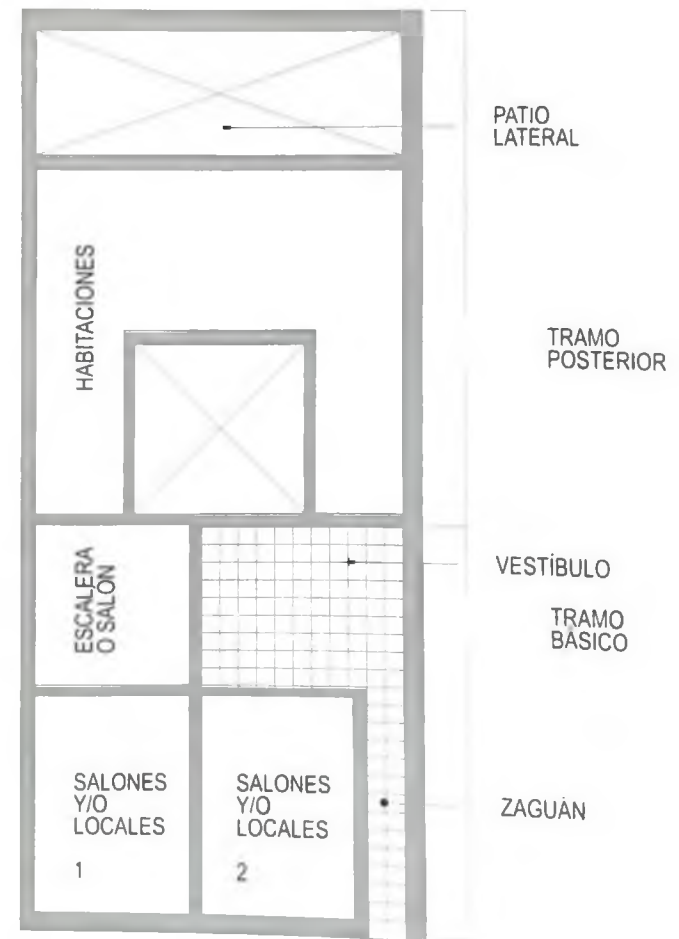 PATIO
LATERAL
HABITACIONES
TRAMO
POSTERIOR
ESCALERA
O SALÓN
VESTÍBULO
TRAMO
BÁSICO
SALONES
Y/O
LOCALES
1
SALONES
Y/O
LOCALES
2
ZAGUÁN